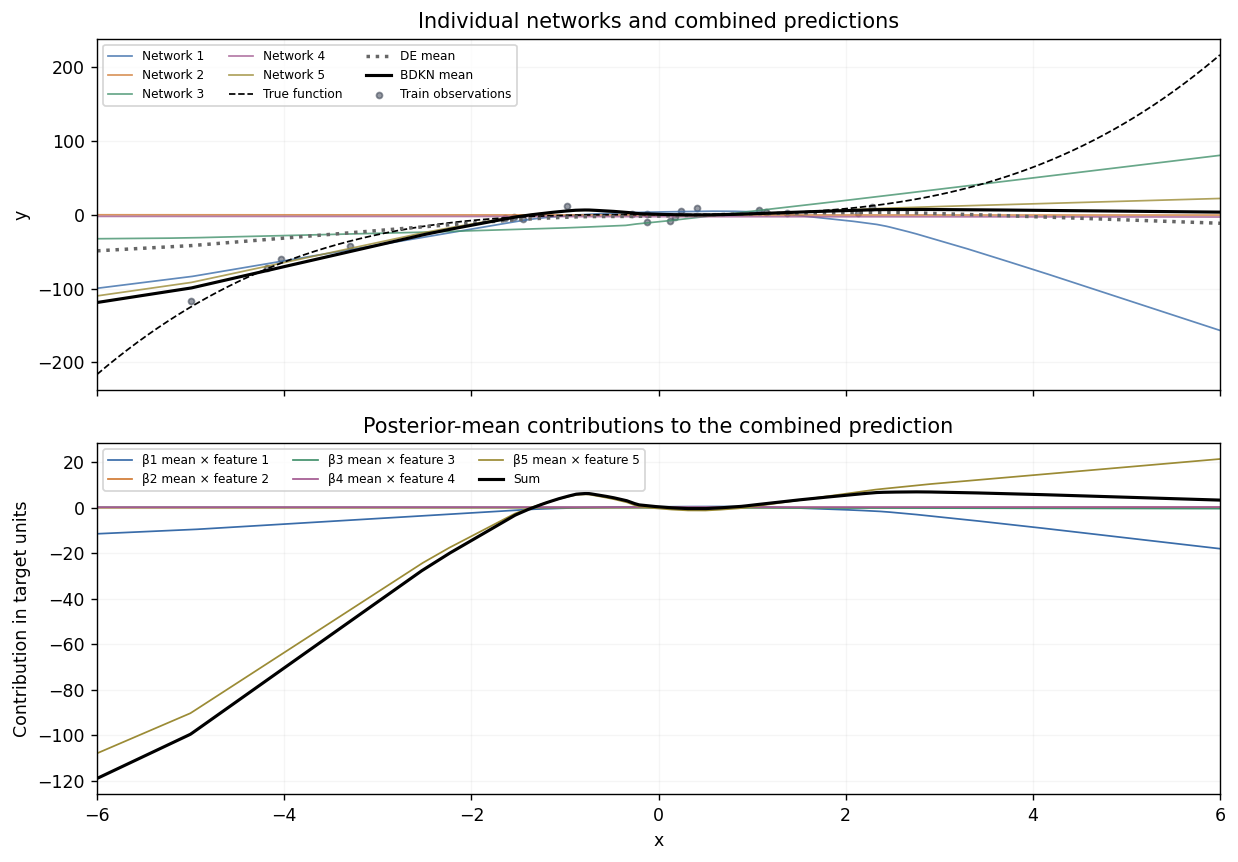 Individual networks and combined predictions
Network 1
Network 2
Network 3
Network 4
Network 5
True function
DE mean
BDKN mean
Train observations
200
100
0
−100
−200
y
Posterior-mean contributions to the combined prediction
β1 mean × feature 1
β2 mean × feature 2
β3 mean × feature 3
β4 mean × feature 4
β5 mean × feature 5
Sum
20
0
−20
−40
−60
−80
−100
−120
Contribution in target units
−6
−4
−2
0
2
4
6
x